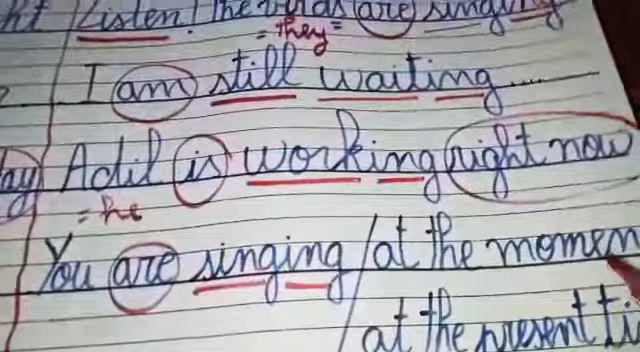 Listen! The birds are singing
= they =
I am still waiting......
Adil is working right now
= he
You are singing / at the momen
/ at the present ti